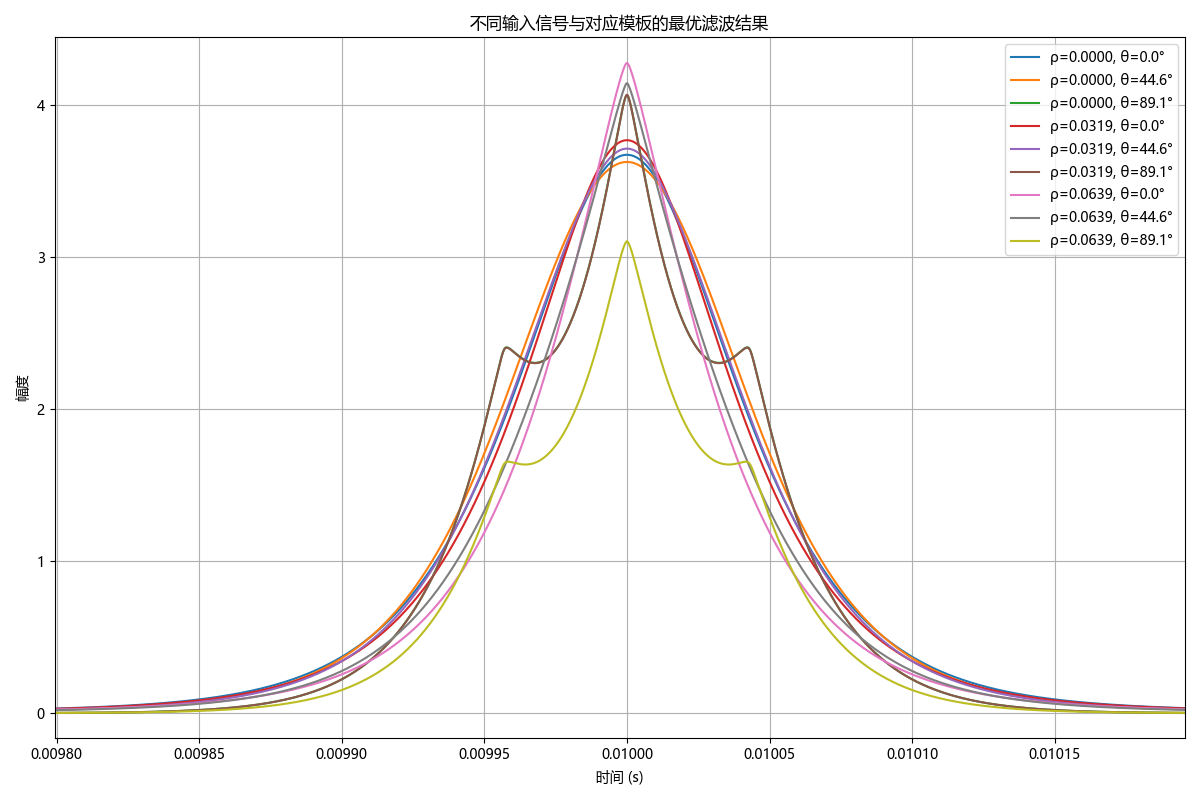 不同输入信号与对应模板的最优滤波结果
ρ=0.0000, θ=0.0°
ρ=0.0000, θ=44.6°
ρ=0.0000, θ=89.1°
ρ=0.0319, θ=0.0°
ρ=0.0319, θ=44.6°
ρ=0.0319, θ=89.1°
ρ=0.0639, θ=0.0°
ρ=0.0639, θ=44.6°
ρ=0.0639, θ=89.1°
4
3
2
1
0
幅度
0.00980 0.00985 0.00990 0.00995 0.01000 0.01005 0.01010 0.01015
时间 (s)